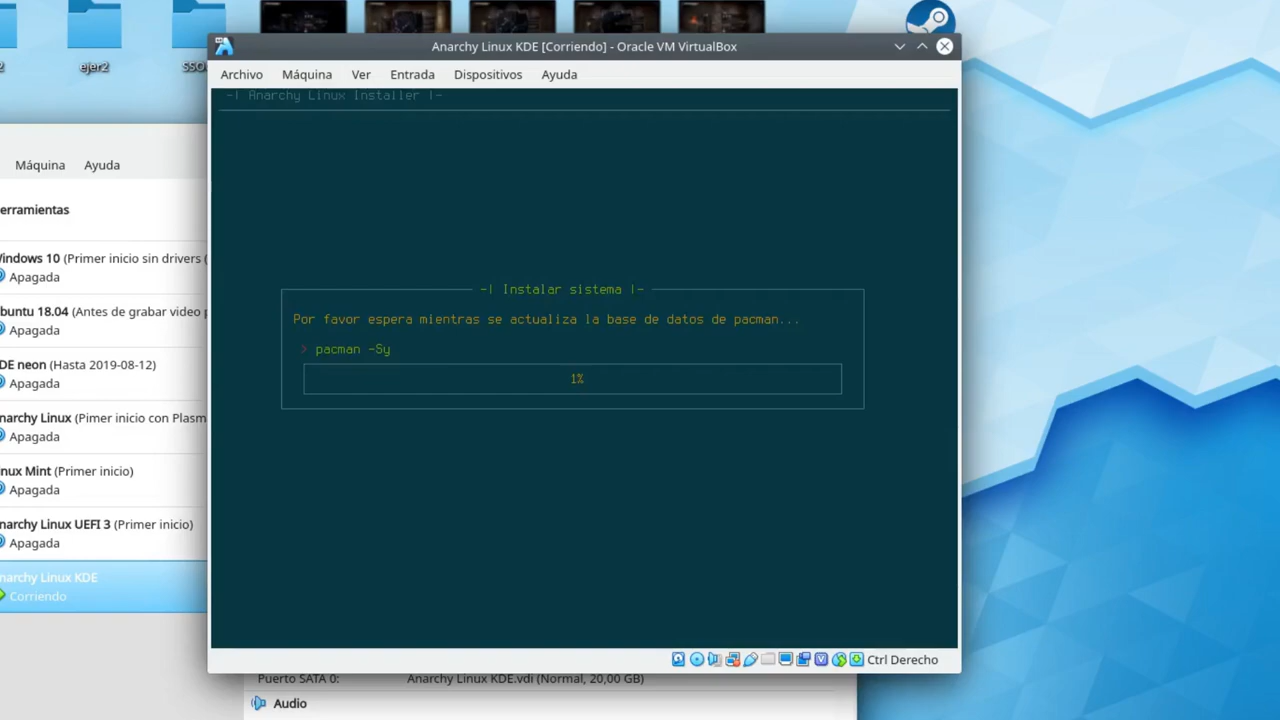 ejer2
SSO
Anarchy Linux KDE [Corriendo] - Oracle VM VirtualBox
Archivo Máquina Ver Entrada Dispositivos Ayuda
-| Anarchy Linux Installer |-
Máquina Ayuda
erramientas
Windows 10 (Primer inicio sin drivers (
Apagada
buntu 18.04 (Antes de grabar video p
Apagada
DE neon (Hasta 2019-08-12)
Apagada
narchy Linux (Pimer inicio con Plasm
Apagada
nux Mint (Primer inicio)
Apagada
narchy Linux UEFI 3 (Primer inicio)
Apagada
narchy Linux KDE
Corriendo
-| Instalar sistema |-
Por favor espera mientras se actualiza la base de datos de pacman...
> pacman -Sy
1%
Ctrl Derecho
Puerto SATA 0: Anarchy Linux KDE.vdi (Normal, 20,00 GB)
Audio